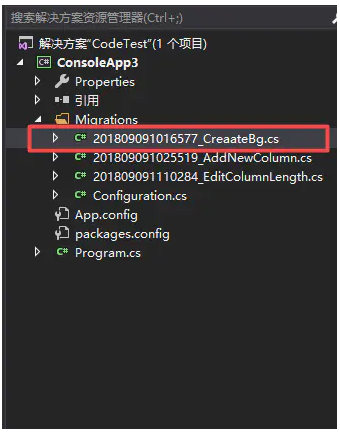 搜索解决方案资源管理器(Ctrl+;)
解决方案"CodeTest"(1 个项目)
C# ConsoleApp3
Properties
引用
Migrations
C# 201809091016577_CreaateBg.cs
C# 201809091025519_AddNewColumn.cs
C# 201809091110284_EditColumnLength.cs
C# Configuration.cs
App.config
packages.config
C# Program.cs